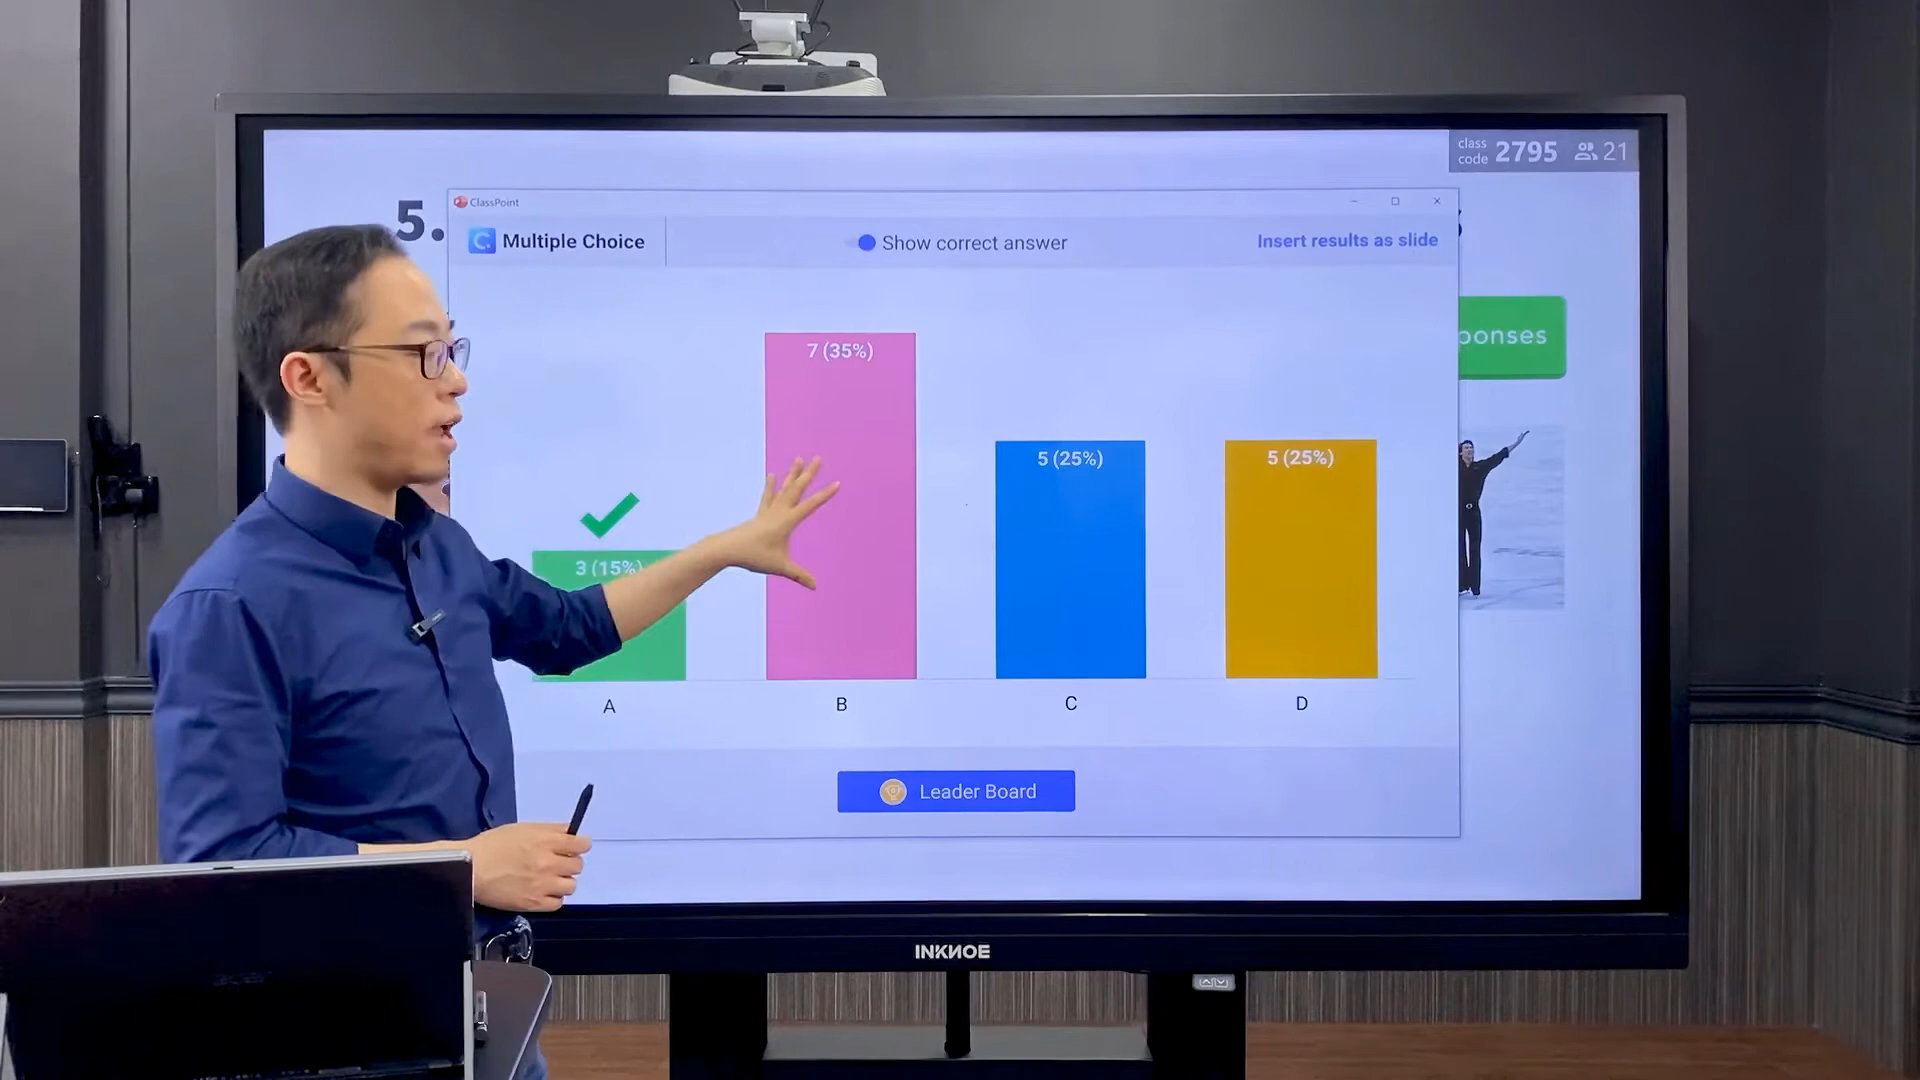 class code 2795 21
5.
ClassPoint
Multiple Choice
Show correct answer
Insert results as slide
ponses
7 (35%)
5 (25%)
5 (25%)
3 (15%)
A
B
C
D
Leader Board
INKNOE
acer